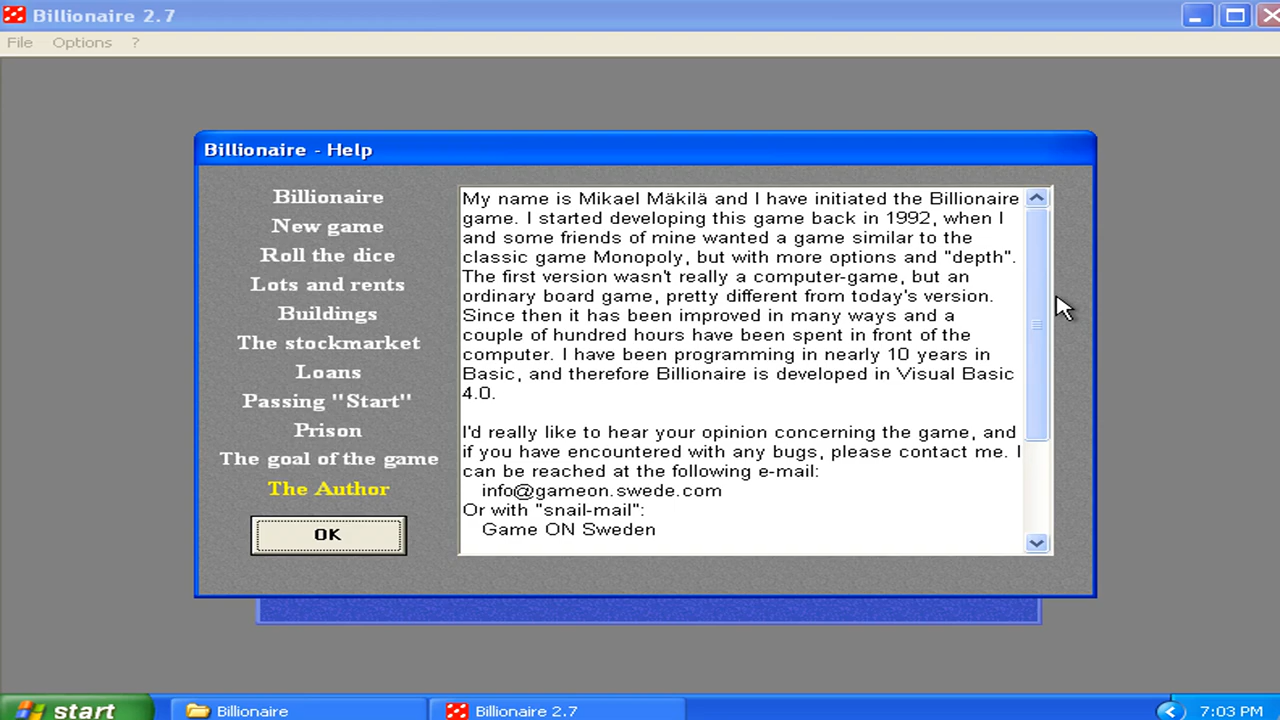 Billionaire 2.7
File Options ?
Billionaire - Help
Billionaire
New game
Roll the dice
Lots and rents
Buildings
The stockmarket
Loans
Passing "Start"
Prison
The goal of the game
The Author
OK
My name is Mikael Mäkilä and I have initiated the Billionaire
game. I started developing this game back in 1992, when I
and some friends of mine wanted a game similar to the
classic game Monopoly, but with more options and "depth".
The first version wasn't really a computer-game, but an
ordinary board game, pretty different from today's version.
Since then it has been improved in many ways and a
couple of hundred hours have been spent in front of the
computer. I have been programming in nearly 10 years in
Basic, and therefore Billionaire is developed in Visual Basic
4.0.
I'd really like to hear your opinion concerning the game, and
if you have encountered with any bugs, please contact me. I
can be reached at the following e-mail:
info@gameon.swede.com
Or with "snail-mail":
Game ON Sweden
start Billionaire Billionaire 2.7 7:03 PM